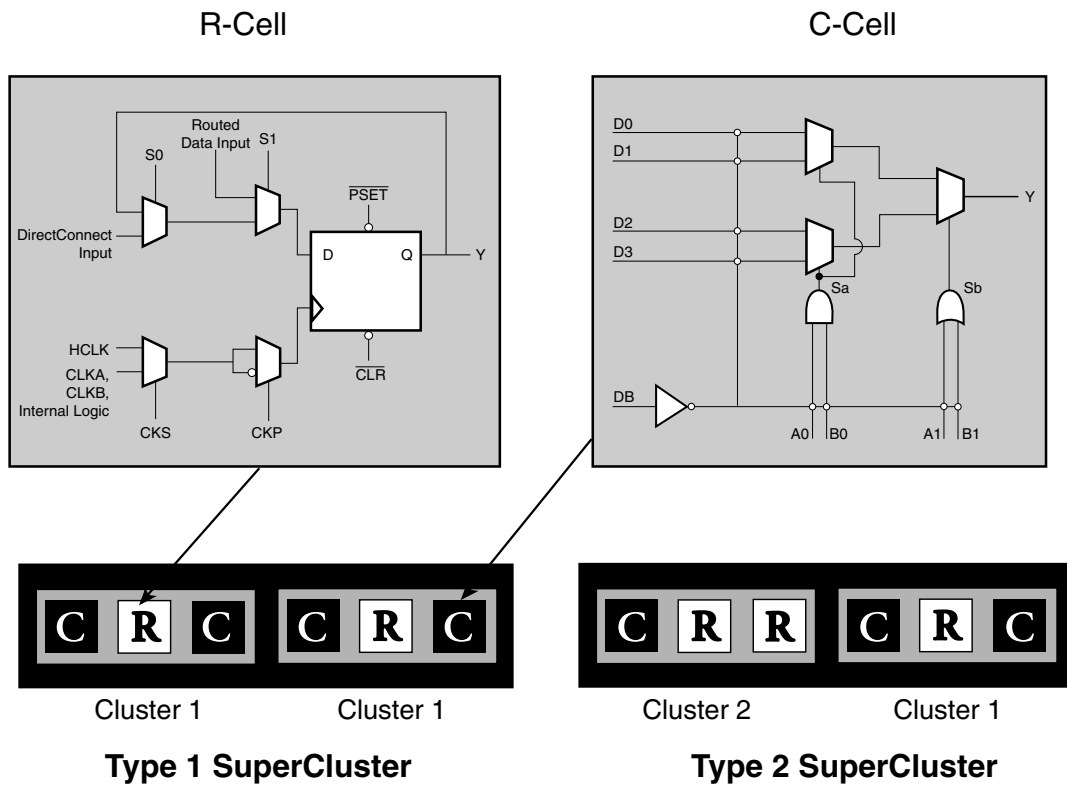 R-Cell
C-Cell
Routed
Data Input
S1
S0
PSET
DirectConnect
Input
D
Q
Y
HCLK
CLKA,
CLKB,
Internal Logic
CLR
CKS
CKP
D0
D1
D2
D3
Y
Sa
Sb
DB
A0
B0
A1
B1
C R C
C R C
C R R
C R C
Cluster 1
Cluster 1
Cluster 2
Cluster 1
Type 1 SuperCluster
Type 2 SuperCluster